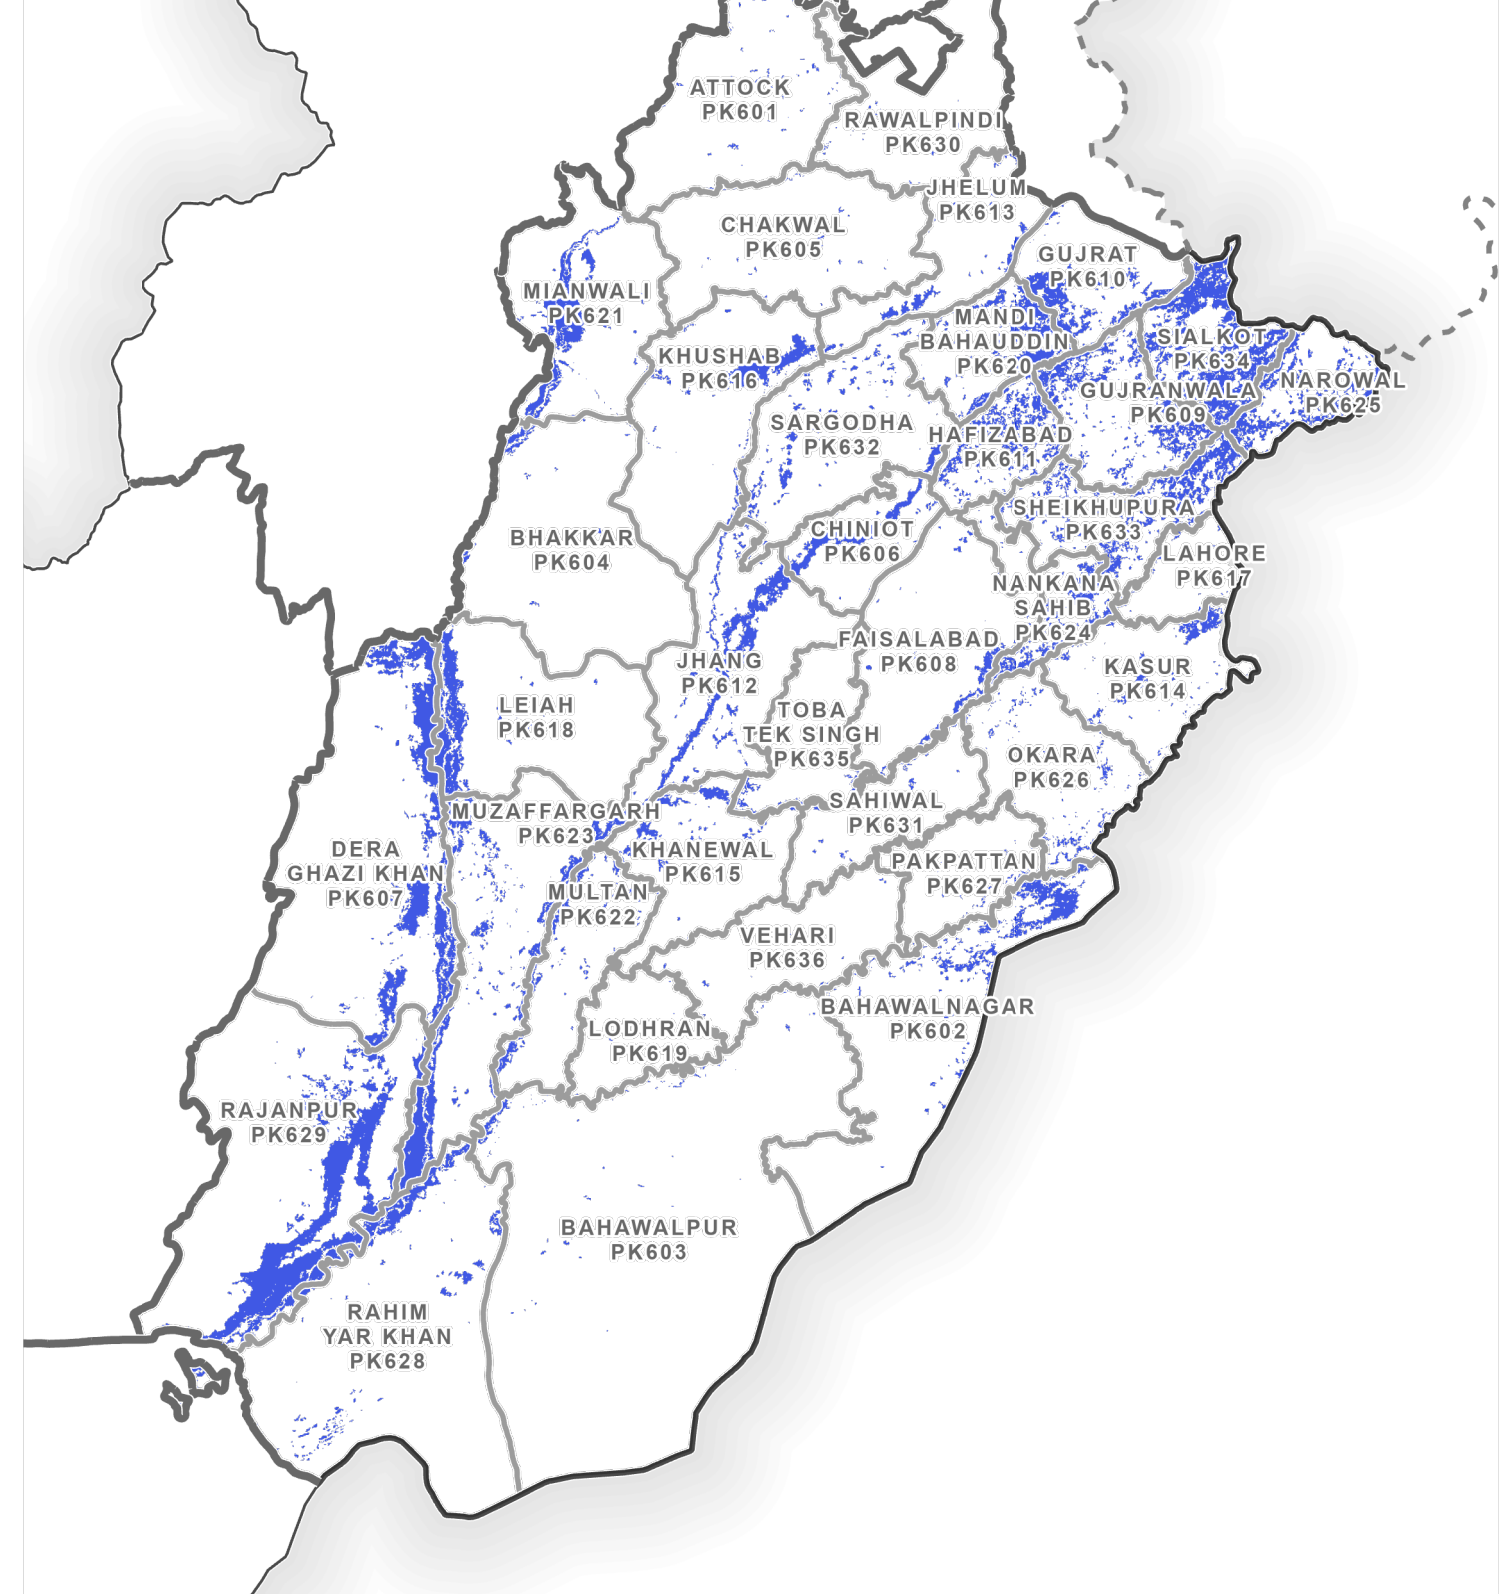 ATTOCK
PK601
RAWALPINDI
PK630
JHELUM
PK613
CHAKWAL
PK605
GUJRAT
PK610
MIANWALI
PK621
MANDI
BAHAUDDIN
PK620
SIALKOT
PK634
KHUSHAB
PK616
NAROWAL
PK625
GUJRANWALA
PK609
SARGODHA
PK632
HAFIZABAD
PK611
SHEIKHUPURA
PK633
CHINIOT
PK606
BHAKKAR
PK604
LAHORE
PK617
NANKANA
SAHIB
PK624
FAISALABAD
PK608
JHANG
PK612
KASUR
PK614
LEIAH
PK618
TOBA
TEK SINGH
PK635
OKARA
PK626
SAHIWAL
PK631
MUZAFFARGARH
PK623
DERA
GHAZI KHAN
PK607
KHANEWAL
PK615
PAKPATTAN
PK627
MULTAN
PK622
VEHARI
PK636
BAHAWALNAGAR
PK602
LODHRAN
PK619
RAJANPUR
PK629
BAHAWALPUR
PK603
RAHIM
YAR KHAN
PK628